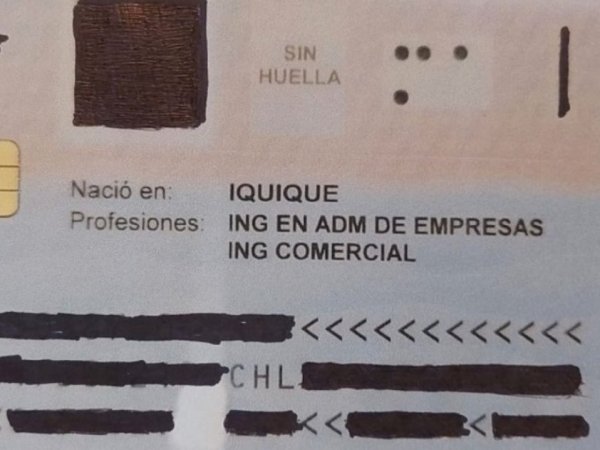 SIN
HUELLA
Nació en: IQUIQUE
Profesiones: ING EN ADM DE EMPRESAS
ING COMERCIAL
<<<<<<<<<<<<<
CHL
<< <